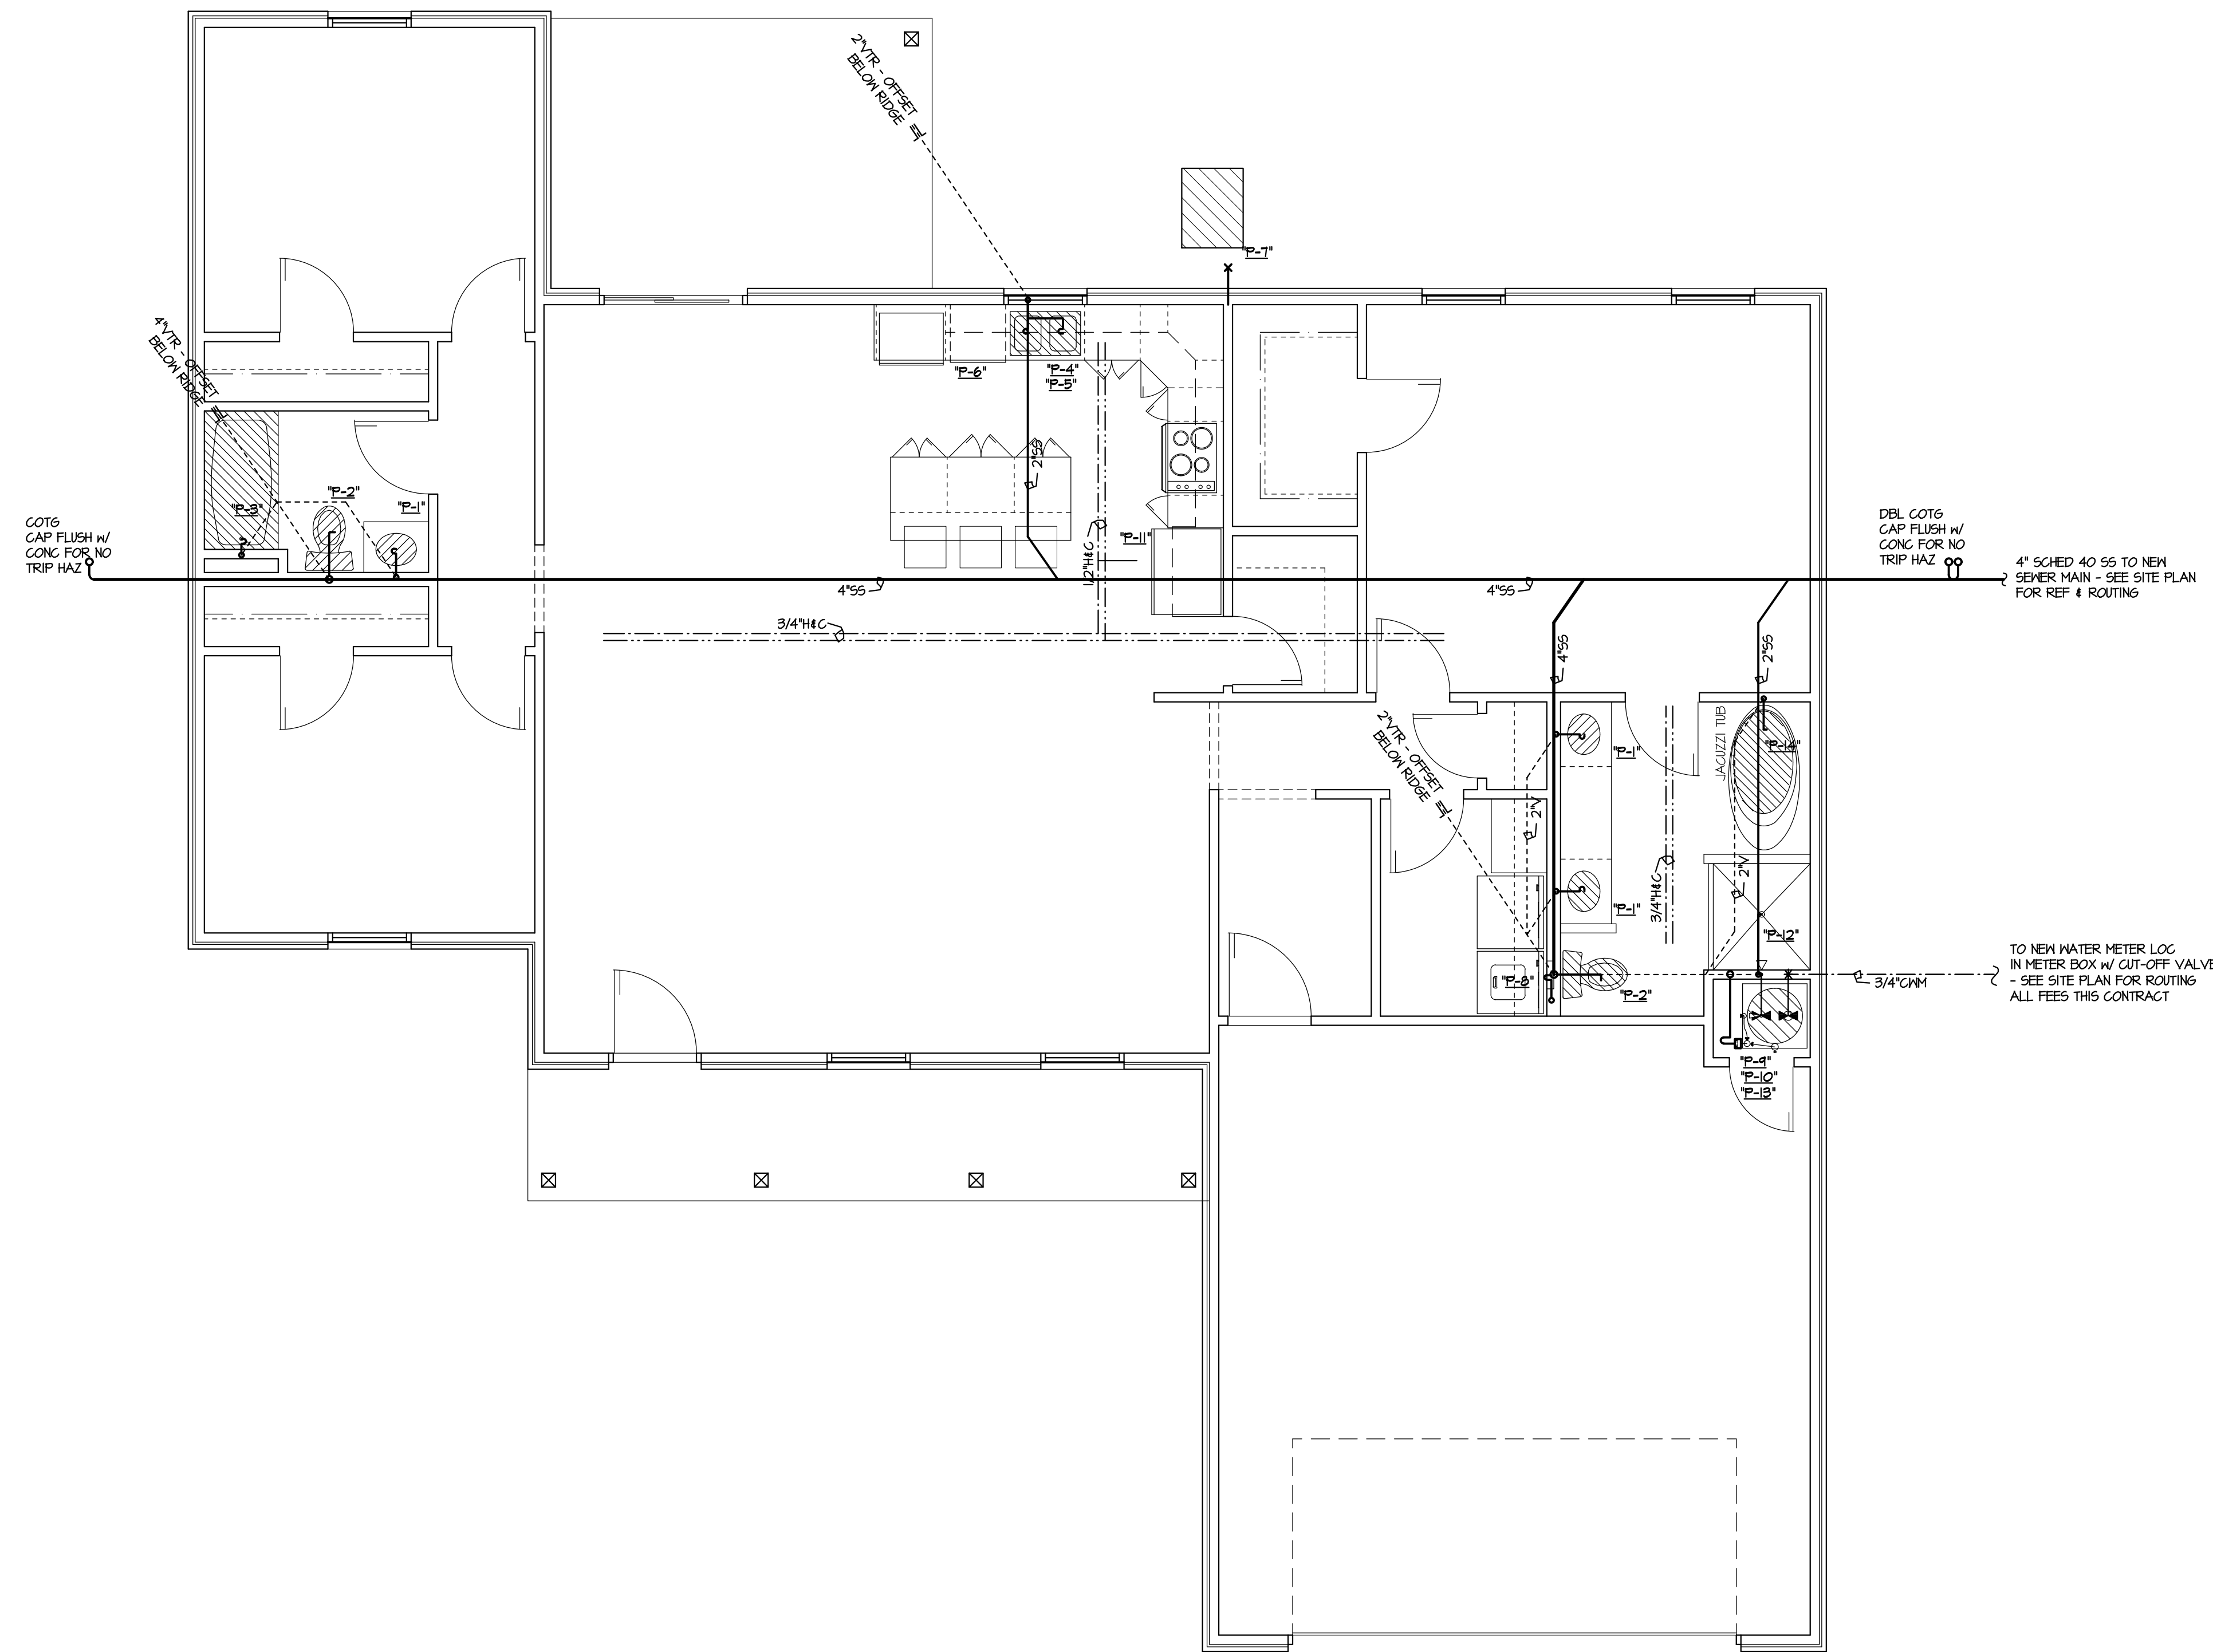 2"VTR - OFFSET
BELOW RIDGE
"P-7"
4"VTR - OFFSET
BELOW RIDGE
"P-6"
"P-4"
"P-5"
2"SS
"P-3"
"P-2"
"P-1"
COTG
CAP FLUSH w/
CONC FOR NO
TRIP HAZ
1/2"H&C
"P-11"
DBL COTG
CAP FLUSH w/
CONC FOR NO
TRIP HAZ
4" SCHED 40 SS TO NEW
SEWER MAIN - SEE SITE PLAN
FOR REF & ROUTING
4"SS
4"SS
3/4"H&C
4"SS
2"SS
2"VTR - OFFSET
BELOW RIDGE
"P-1"
JACUZZI TUB
"P-14"
2"V
2"V
3/4"H&C
"P-1"
"P-12"
"P-8"
"P-2"
3/4"CWM
TO NEW WATER METER LOC
IN METER BOX w/ CUT-OFF VALVE
- SEE SITE PLAN FOR ROUTING
ALL FEES THIS CONTRACT
"P-9"
"P-10"
"P-13"